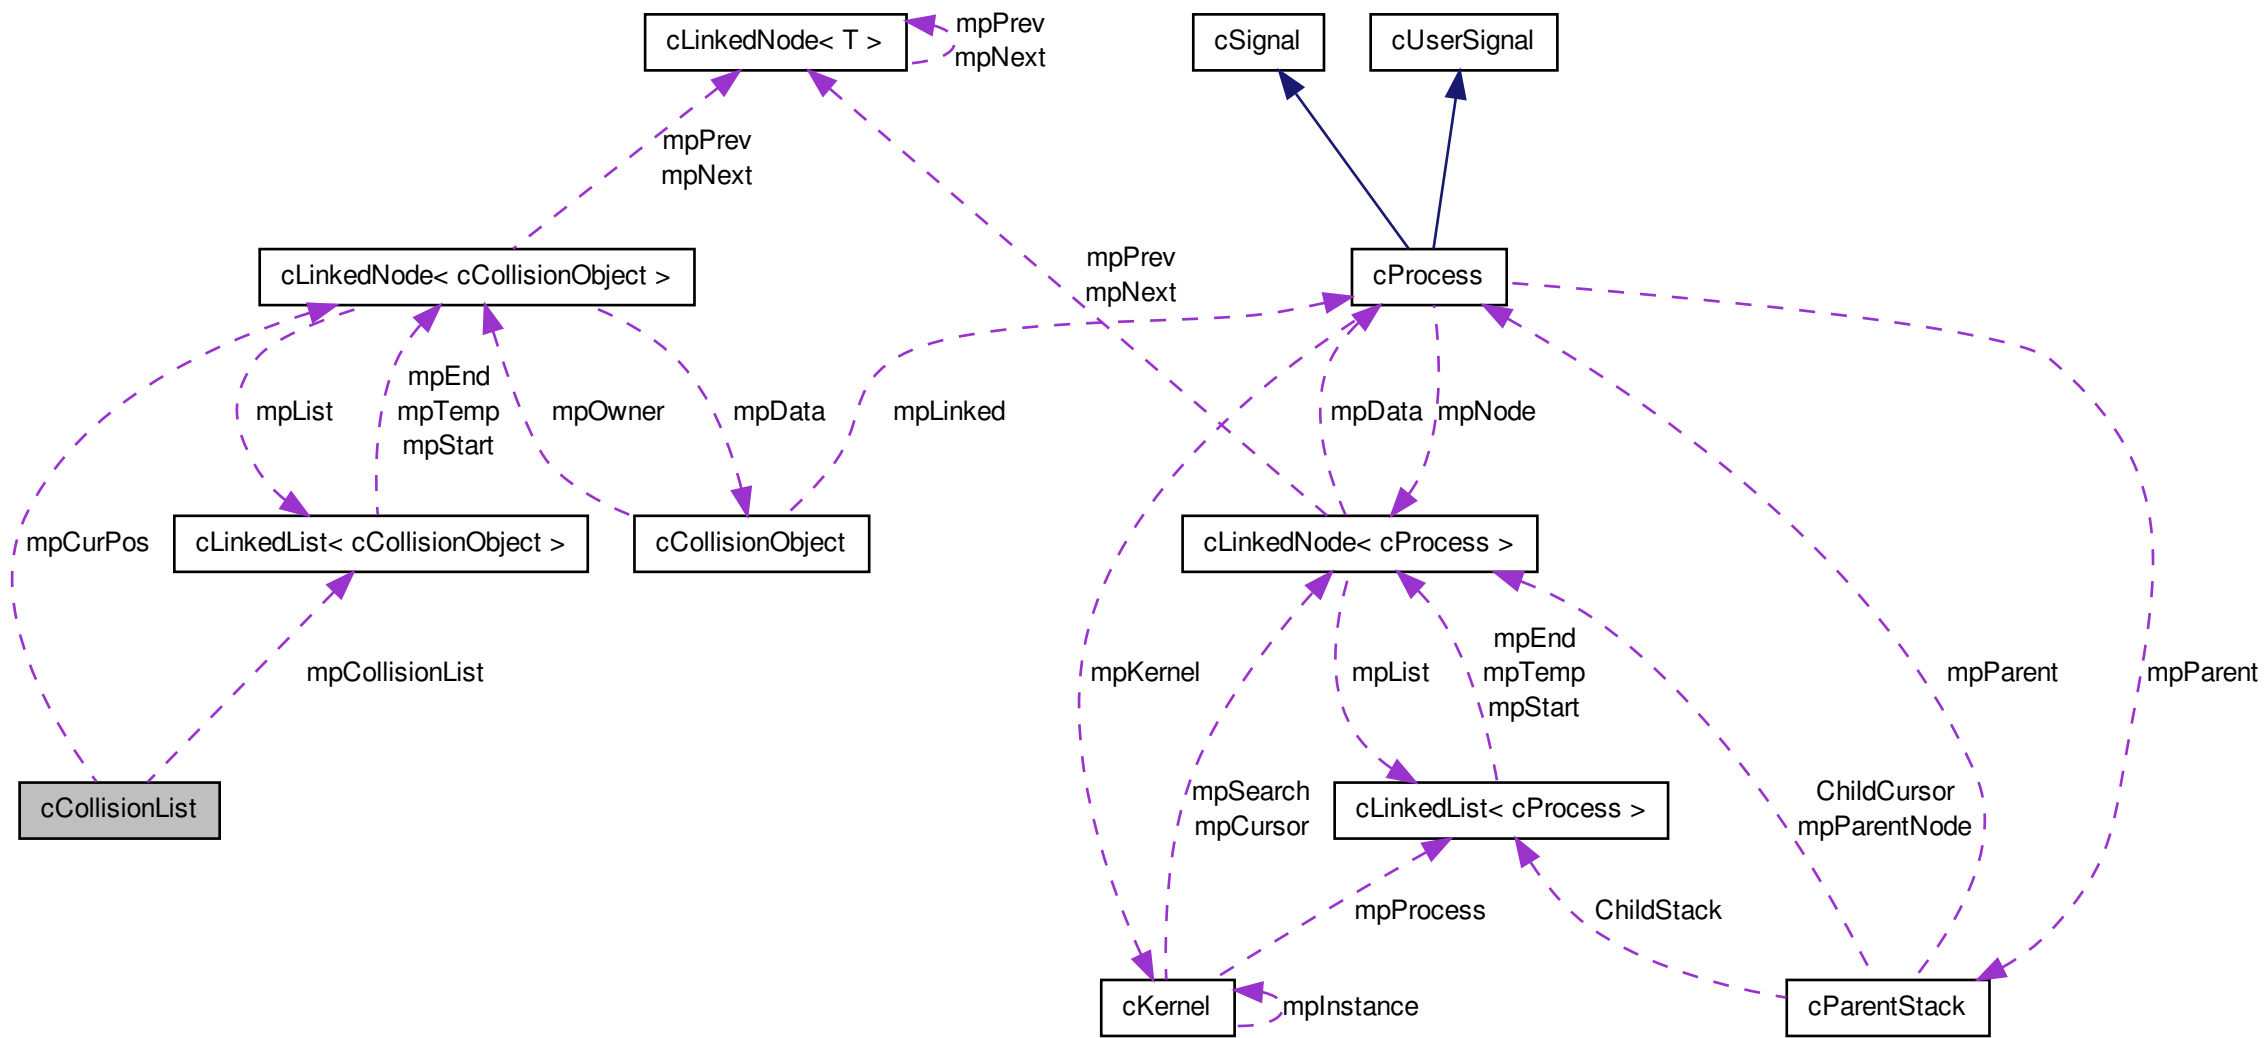 cLinkedNode< T >
mpPrev
mpNext
cSignal
cUserSignal
mpPrev
mpNext
cLinkedNode< cCollisionObject >
mpPrev
mpNext
cProcess
mpList
mpEnd
mpTemp
mpStart
mpOwner
mpData
mpLinked
mpData
mpNode
mpCurPos
cLinkedList< cCollisionObject >
cCollisionObject
cLinkedNode< cProcess >
mpCollisionList
mpKernel
mpList
mpEnd
mpTemp
mpStart
mpParent
mpParent
cCollisionList
mpSearch
mpCursor
cLinkedList< cProcess >
ChildCursor
mpParentNode
mpProcess
ChildStack
cKernel
mpInstance
cParentStack